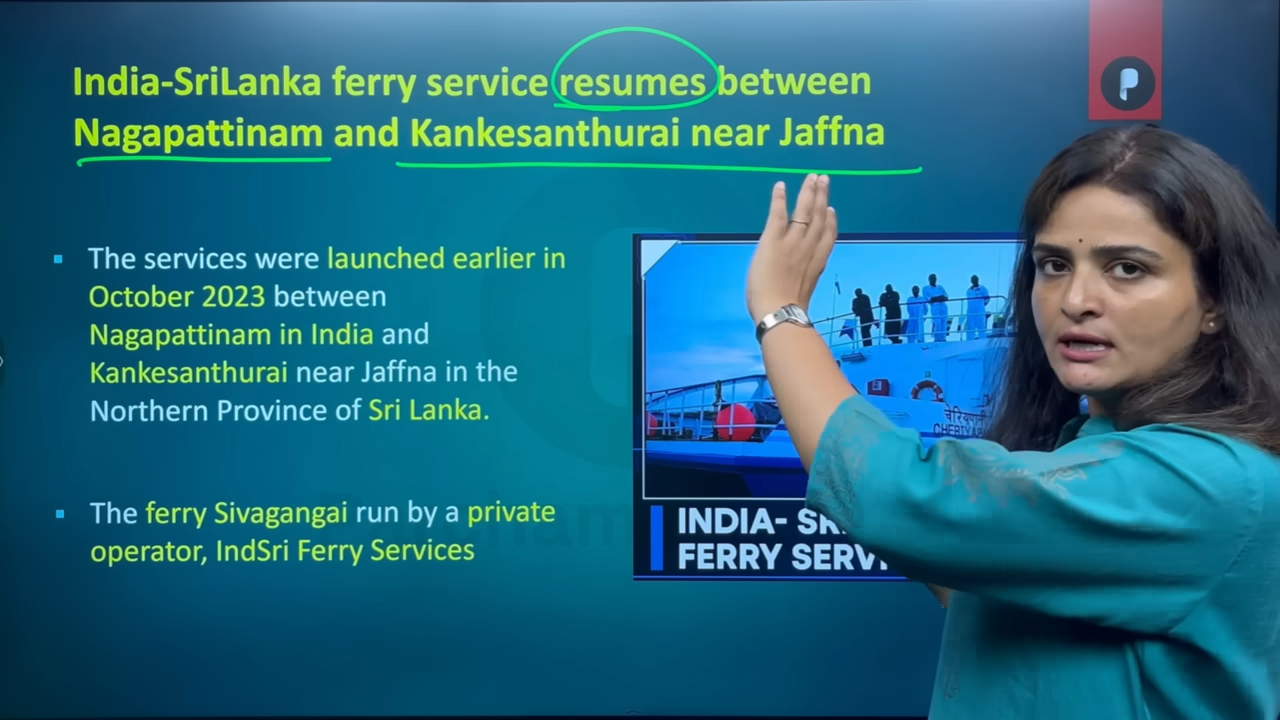 India-SriLanka ferry service resumes between
Nagapattinam and Kankesanthurai near Jaffna
The services were launched earlier in
October 2023 between
Nagapattinam in India and
Kankesanthurai near Jaffna in the
Northern Province of Sri Lanka.
The ferry Sivagangai run by a private
operator, IndSri Ferry Services
INDIA- SR
FERRY SERV